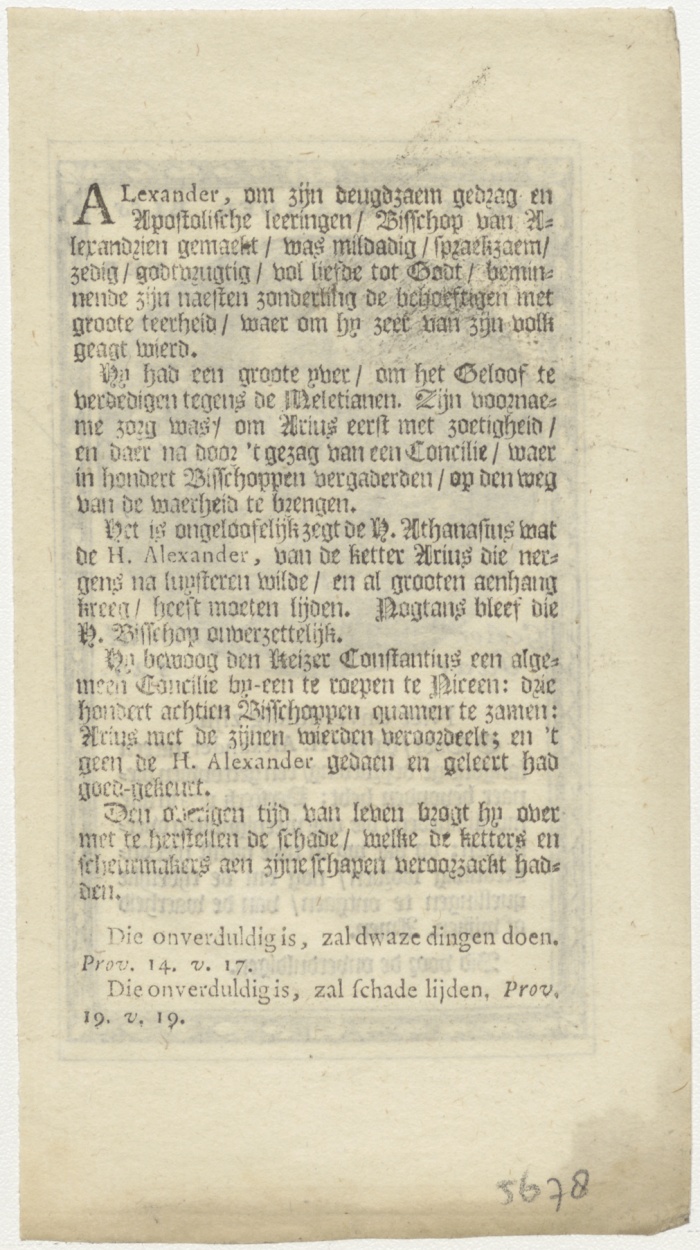 ALexander, om zijn deugdzaem gedrag en
Apostolische leeringen / Bisschop van A-
lexandrien gemaekt / was mildadig / spraekzaem /
zedig / godtvrugtig / vol liefde tot Godt / bemin-
nende zijn naesten zonderling de behoeftigen met
groote teerheid / waer om hy zeer van zijn volk
geagt wierd.
Hy had een groote yver / om het Geloof te
verdedigen tegens de Meletianen. Zijn voornae-
me zorg was / om Arius eerst met zoetigheid /
en daer na door 't gezag van een Concilie / waer
in hondert Bisschoppen vergaderden / op den weg
van de waerheid te brengen.
Het is ongelooflijk zegt de H. Athanasius wat
de H. Alexander, van de ketter Arius die ner-
gens na luysteren wilde / en al grooten aenhang
kreeg / heeft moeten lijden. Nogtans bleef die
H. Bisschop onverzettelijk.
Hy bewoog den Keizer Constantius een alge-
meen Concilie by-een te roepen te Niceen: drie
hondert achtien Bisschoppen quamen te zamen:
Arius met de zijnen wierden veroordeelt; en 't
geen de H. Alexander gedaen en geleert had
goed-gekeurt.
Den overigen tijd van leven brogt hy over
met te herstellen de schade / welke de ketters en
scheurmakers aen zijne schapen veroorzaekt had-
den.
Die onverduldig is, zal dwaze dingen doen.
Prov. 14. v. 17.
Die onverduldig is, zal schade lijden. Prov.
19. v. 19.
5678